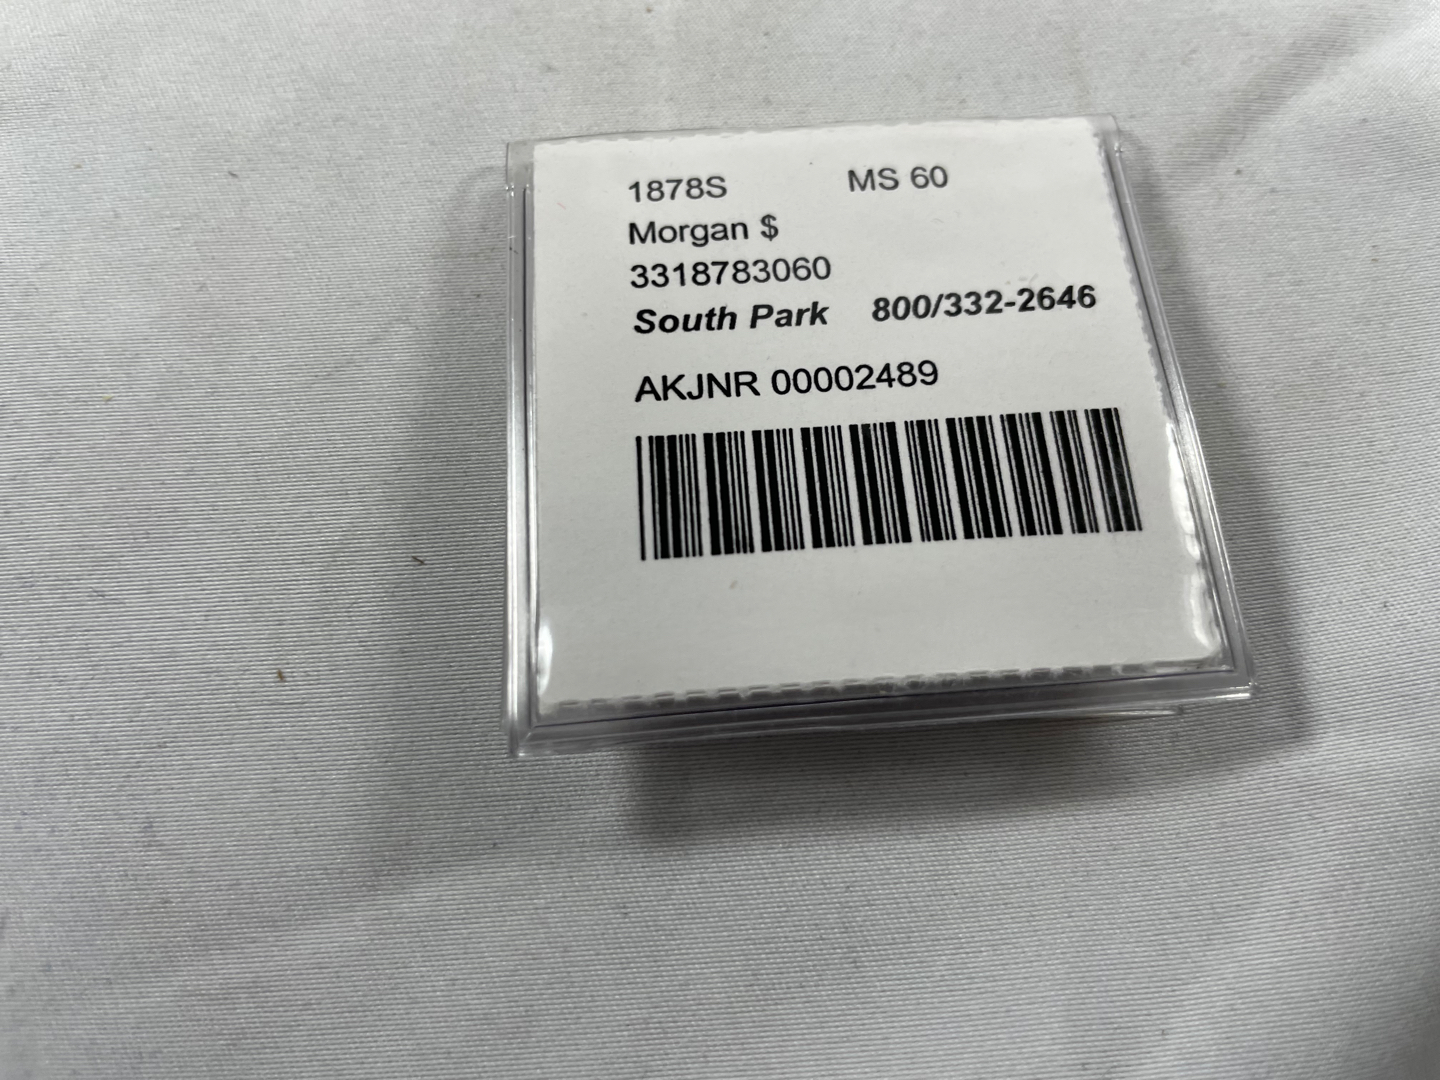 1878S MS 60
Morgan $
3318783060
South Park 800/332-2646
AKJNR 00002489